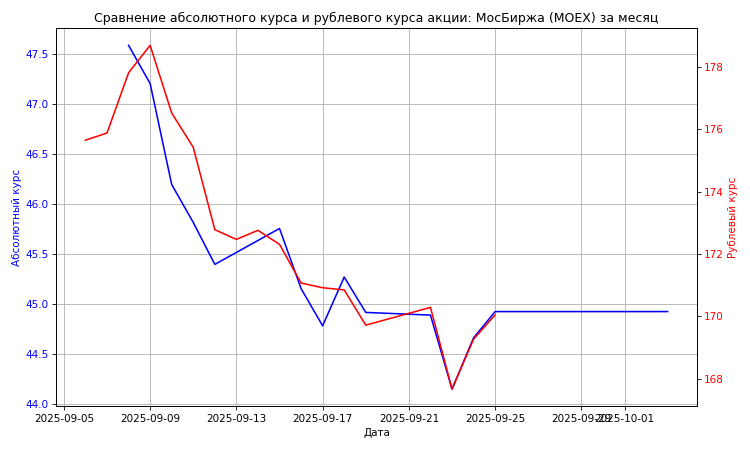 Сравнение абсолютного курса и рублевого курса акции: МосБиржа (MOEX) за месяц
47.5
47.0
46.5
46.0
45.5
45.0
44.5
44.0
Абсолютный курс
178
176
174
172
170
168
Рублевый курс
2025-09-05 2025-09-09 2025-09-13 2025-09-17 2025-09-21 2025-09-25 2025-09-29 2025-10-01
Дата